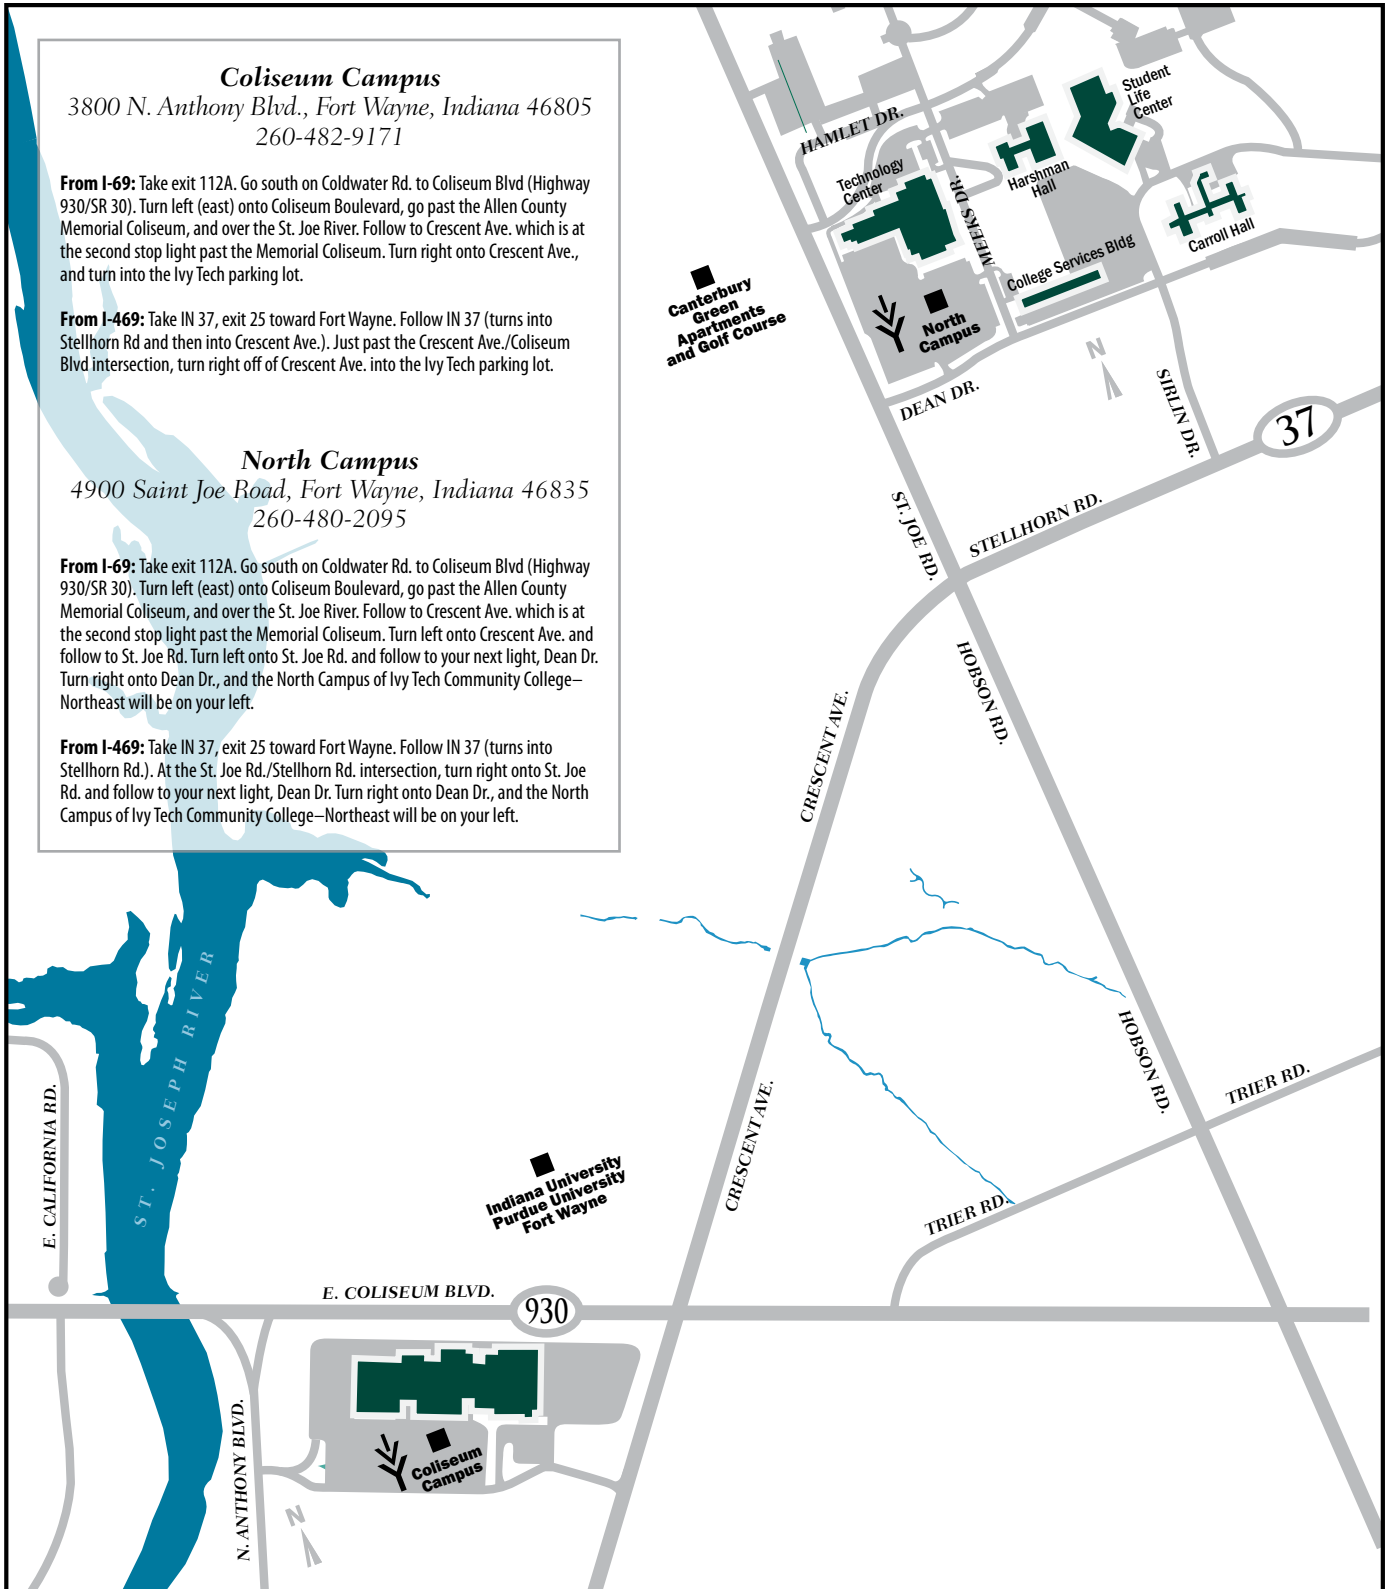 Coliseum Campus
3800 N. Anthony Blvd., Fort Wayne, Indiana 46805
260-482-9171
From I-69: Take exit 112A. Go south on Coldwater Rd. to Coliseum Blvd (Highway
930/SR 30). Turn left (east) onto Coliseum Boulevard, go past the Allen County
Memorial Coliseum, and over the St. Joe River. Follow to Crescent Ave. which is at
the second stop light past the Memorial Coliseum. Turn right onto Crescent Ave.,
and turn into the Ivy Tech parking lot.
From I-469: Take IN 37, exit 25 toward Fort Wayne. Follow IN 37 (turns into
Stellhorn Rd and then into Crescent Ave.). Just past the Crescent Ave./Coliseum
Blvd intersection, turn right off of Crescent Ave. into the Ivy Tech parking lot.
North Campus
4900 Saint Joe Road, Fort Wayne, Indiana 46835
260-480-2095
From I-69: Take exit 112A. Go south on Coldwater Rd. to Coliseum Blvd (Highway
930/SR 30). Turn left (east) onto Coliseum Boulevard, go past the Allen County
Memorial Coliseum, and over the St. Joe River. Follow to Crescent Ave. which is at
the second stop light past the Memorial Coliseum. Turn left onto Crescent Ave. and
follow to St. Joe Rd. Turn left onto St. Joe Rd. and follow to your next light, Dean Dr.
Turn right onto Dean Dr., and the North Campus of Ivy Tech Community College–
Northeast will be on your left.
From I-469: Take IN 37, exit 25 toward Fort Wayne. Follow IN 37 (turns into
Stellhorn Rd.). At the St. Joe Rd./Stellhorn Rd. intersection, turn right onto St. Joe
Rd. and follow to your next light, Dean Dr. Turn right onto Dean Dr., and the North
Campus of Ivy Tech Community College–Northeast will be on your left.
Student
Life
Center
HAMLET DR.
Technology
Center
Harshman
Hall
MEEKS DR.
Carroll Hall
College Services Bldg
Canterbury
Green
Apartments
and Golf Course
North
Campus
N
DEAN DR.
SIRLIN DR.
37
ST. JOE RD.
STELLHORN RD.
HOBSON RD.
CRESCENT AVE.
ST. JOSEPH RIVER
HOBSON RD.
TRIER RD.
E. CALIFORNIA RD.
CRESCENT AVE.
Indiana University
Purdue University
Fort Wayne
TRIER RD.
E. COLISEUM BLVD.
930
N. ANTHONY BLVD.
Coliseum
Campus
N